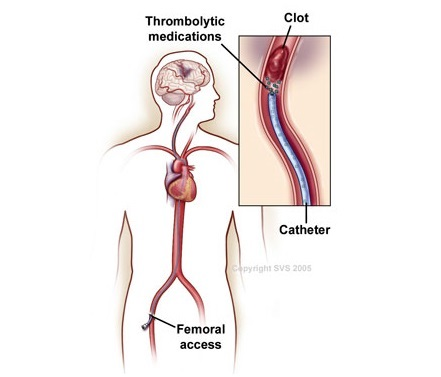 Thrombolytic
medications
Clot
Catheter
Copyright SVS 2005
Femoral
access